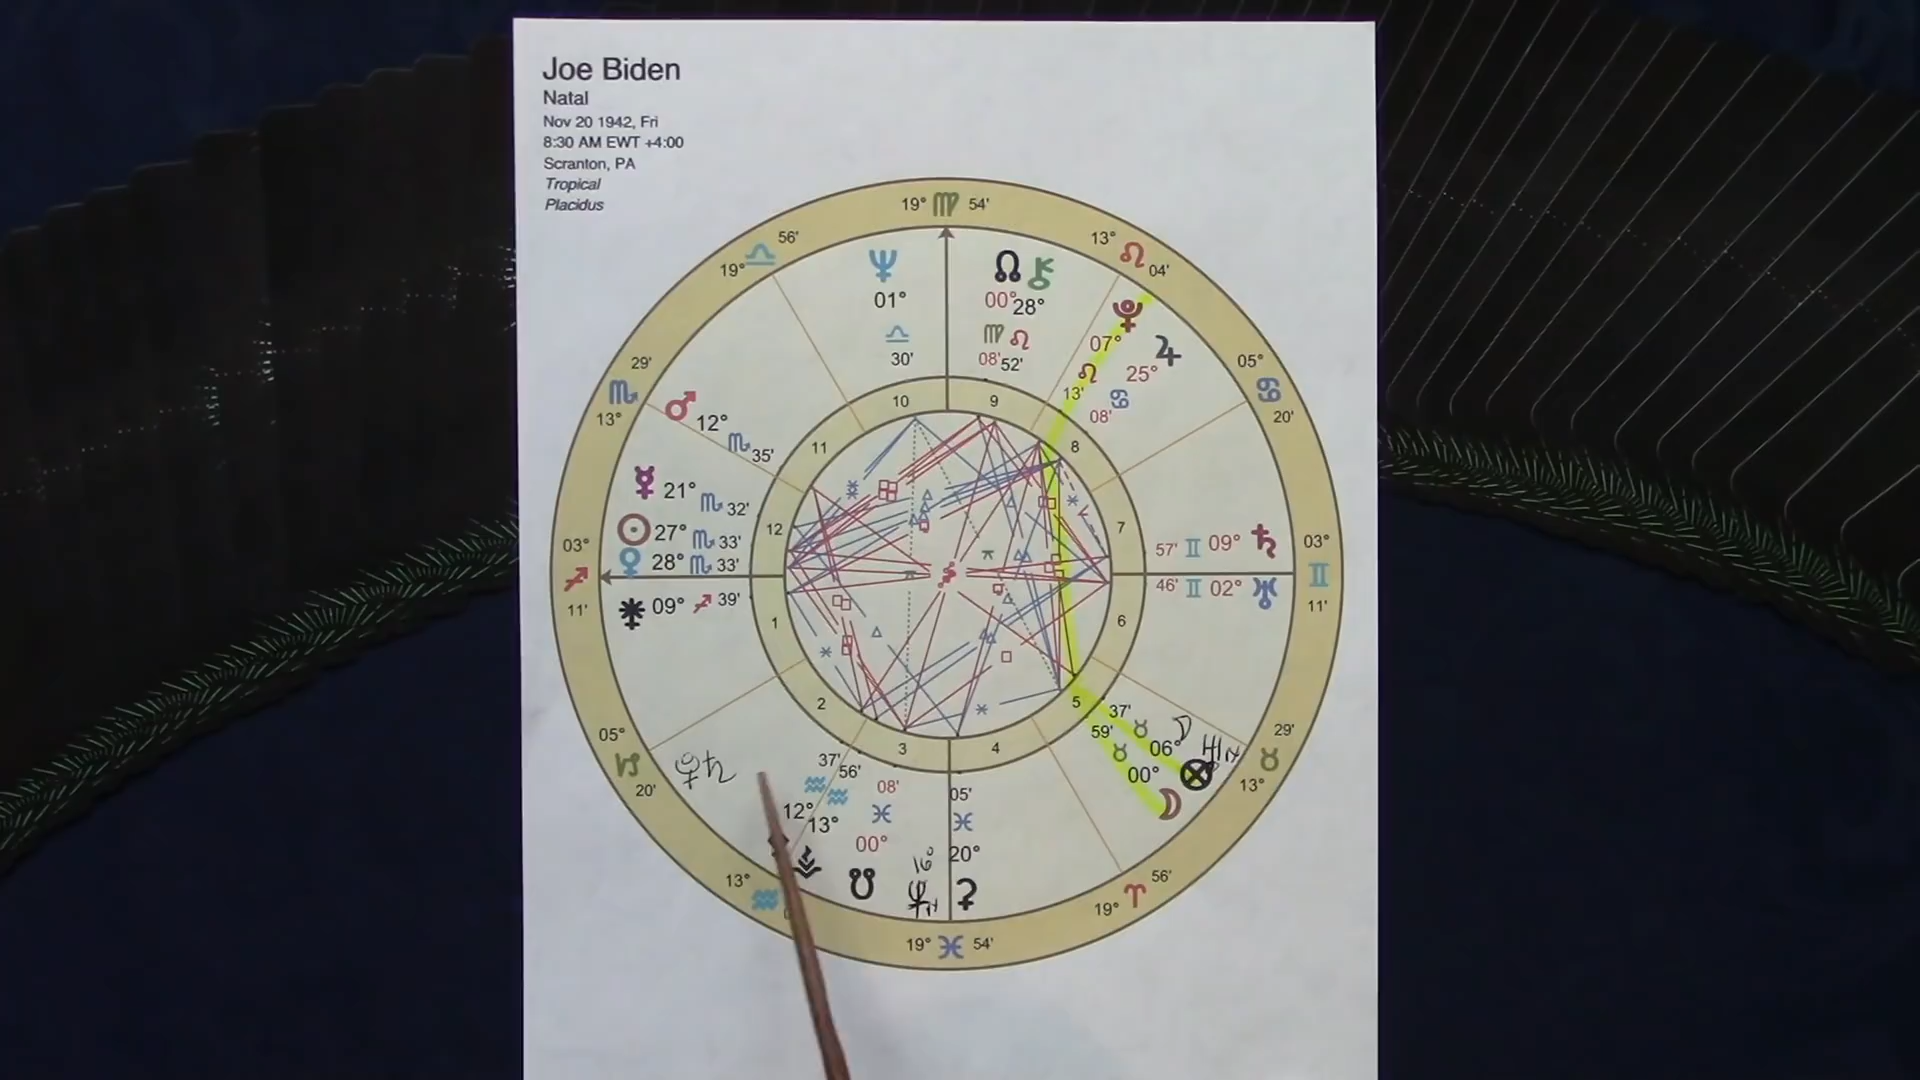 Joe Biden
Natal
Nov 20 1942, Fri
8:30 AM EWT +4:00
Scranton, PA
Tropical
Placidus
19° ♍ 54'
19° ♎ 56'
13° ♌ 04'
♆ 01° ♎ 30'
☊ 00° ♍ 08'
⚷ 28° ♌ 52'
♇ 07° ♌ 13'
♃ 25° ♋ 08'
29' ♏ 13°
05° ♋ 20'
♂ 12° ♏ 35'
10
9
11
8
☿ 21° ♏ 32'
☉ 27° ♏ 33'
♀ 28° ♏ 33'
12
7
57' ♊ 09° ♄
03° ♐ 11'
03° ♊ 11'
⚵ 09° ♐ 39'
46' ♊ 02° ♅
1
6
2
5
3
4
05° ♑ 20'
♇ ♄
37' ♉ 06° ☽
59' ♉ 00° ☽
♅
29' ♉ 13°
37' ♒ 12°
56' ♒ 13°
08' ♓ 00° ☋
05' ♓ 20° ⚳
16° ♆
13° ♒
19° ♓ 54'
19° ♈ 56'